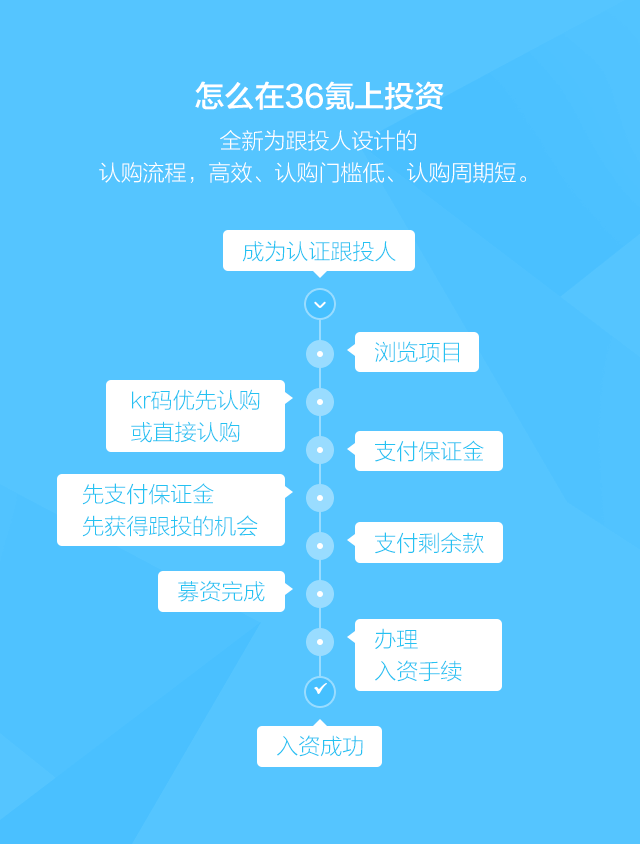 怎么在36氪上投资
全新为跟投人设计的
认购流程，高效、认购门槛低、认购周期短。
成为认证跟投人
浏览项目
kr码优先认购
或直接认购
支付保证金
先支付保证金
先获得跟投的机会
支付剩余款
募资完成
办理
入资手续
入资成功